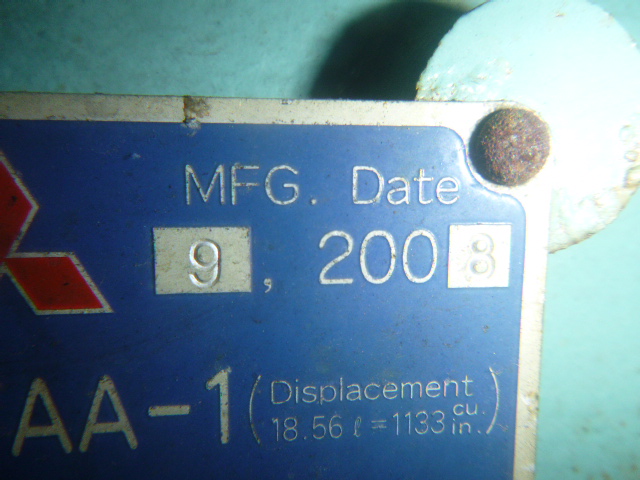 MFG. Date
9, 2008
AA-1 (Displacement
18.56 ℓ = 1133 cu. in.)